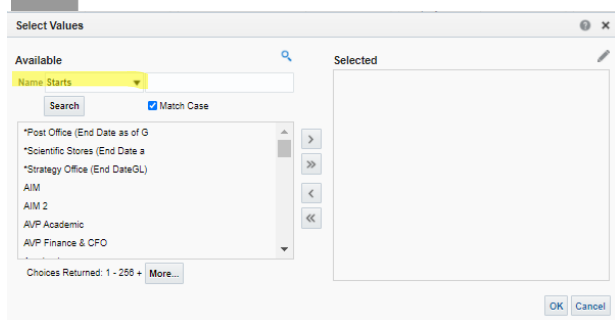 Select Values
Available
Name Starts
Search
Match Case
*Post Office (End Date as of G
*Scientific Stores (End Date a
*Strategy Office (End DateGL)
AIM
AIM 2
AVP Academic
AVP Finance & CFO
Choices Returned: 1 - 256 + More...
Selected
OK Cancel